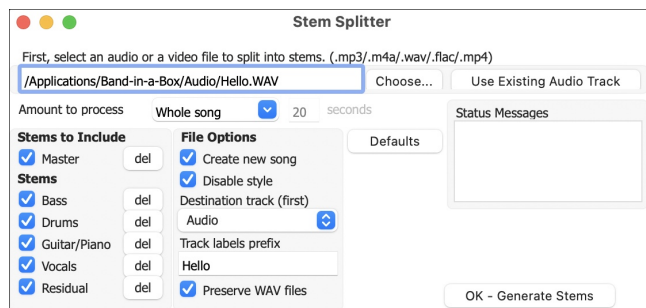 Stem Splitter
First, select an audio or a video file to split into stems. (.mp3/.m4a/.wav/.flac/.mp4)
/Applications/Band-in-a-Box/Audio/Hello.WAV
Choose...
Use Existing Audio Track
Amount to process
Whole song
20
seconds
Status Messages
Stems to Include
Master
del
Stems
Bass
del
Drums
del
Guitar/Piano
del
Vocals
del
Residual
del
File Options
Create new song
Disable style
Destination track (first)
Audio
Track labels prefix
Hello
Preserve WAV files
Defaults
OK - Generate Stems